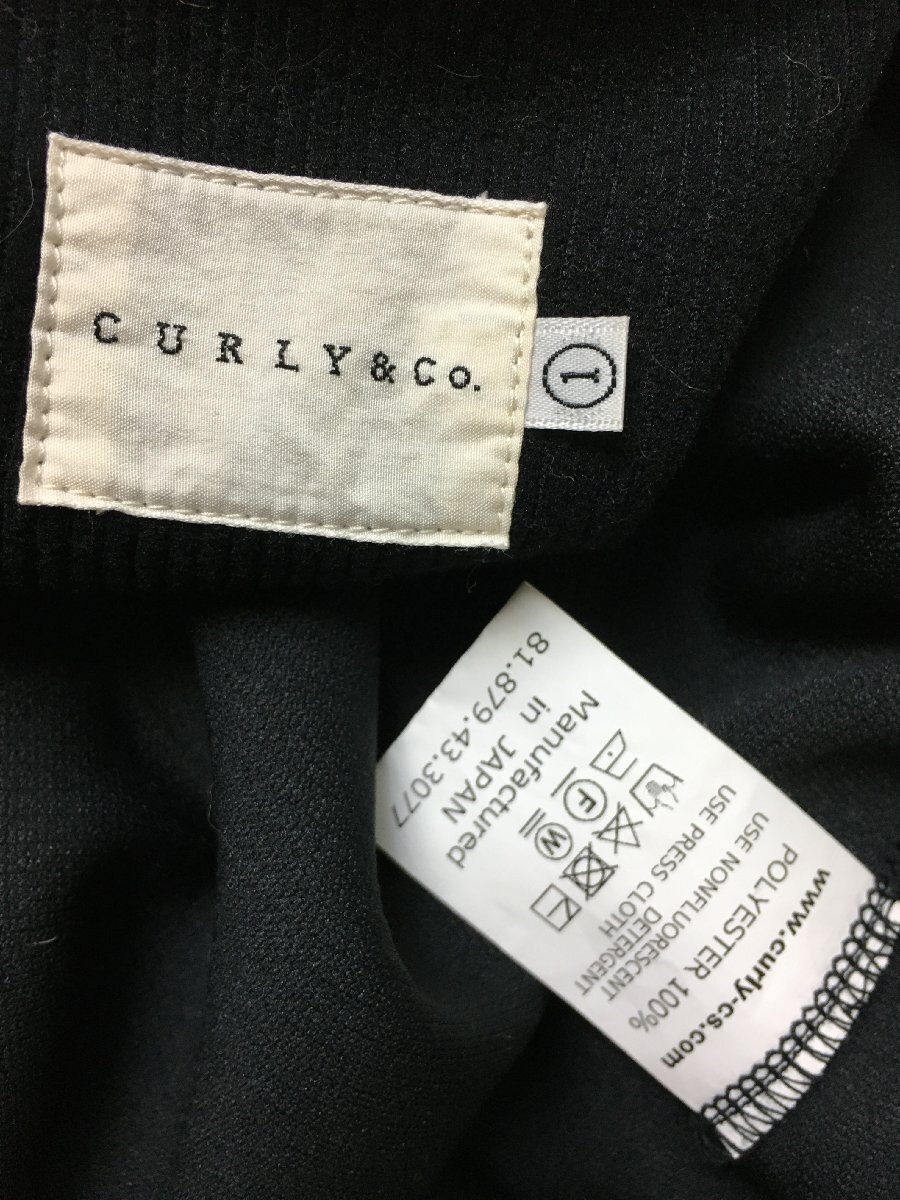 CURLY&Co.
1
www.curly-cs.com
POLYESTER 100%
USE NONFLUORESCENT
DETERGENT
USE PRESS CLOTH
F
W
Manufactured
in JAPAN
81.879.43.3077